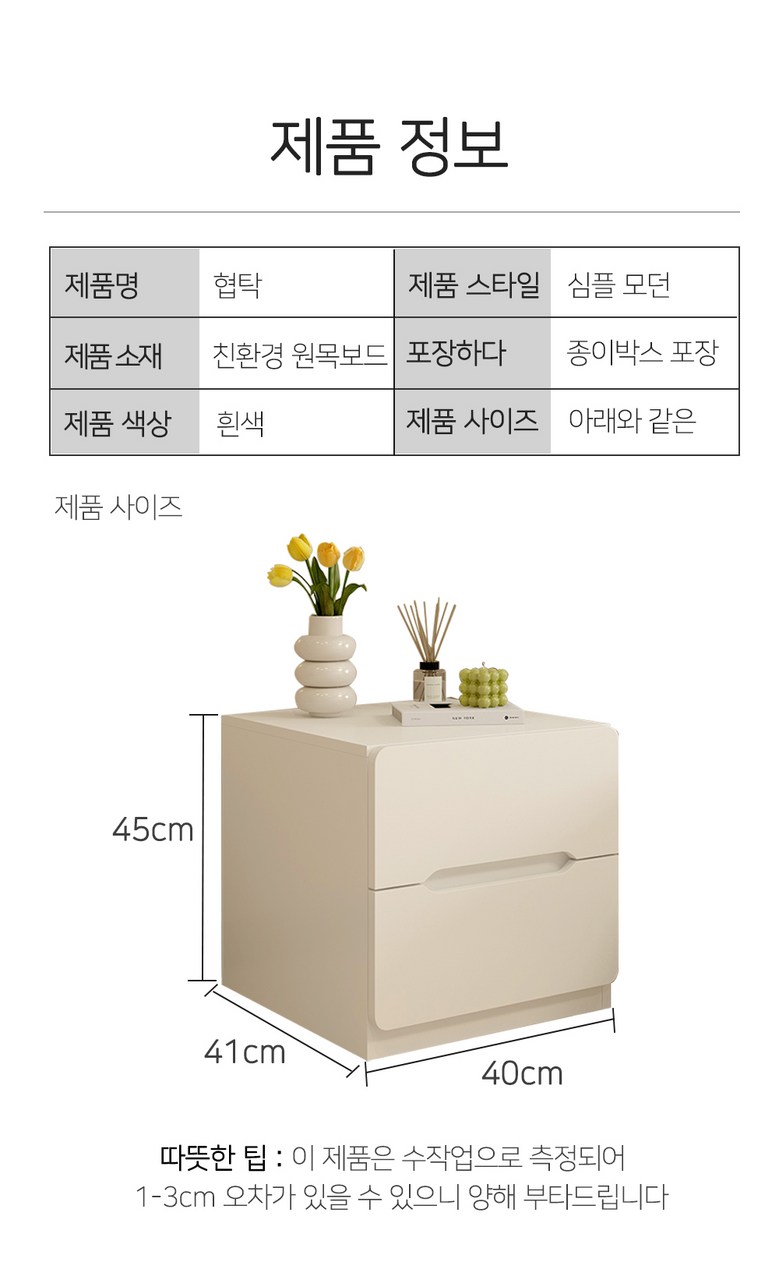 제품 정보
제품명 협탁 제품 스타일 심플 모던
제품 소재 친환경 원목보드 포장하다 종이박스 포장
제품 색상 흰색 제품 사이즈 아래와 같은
제품 사이즈
NEW YORK
45cm
41cm
40cm
따뜻한 팁 : 이 제품은 수작업으로 측정되어
1-3cm 오차가 있을 수 있으니 양해 부타드립니다